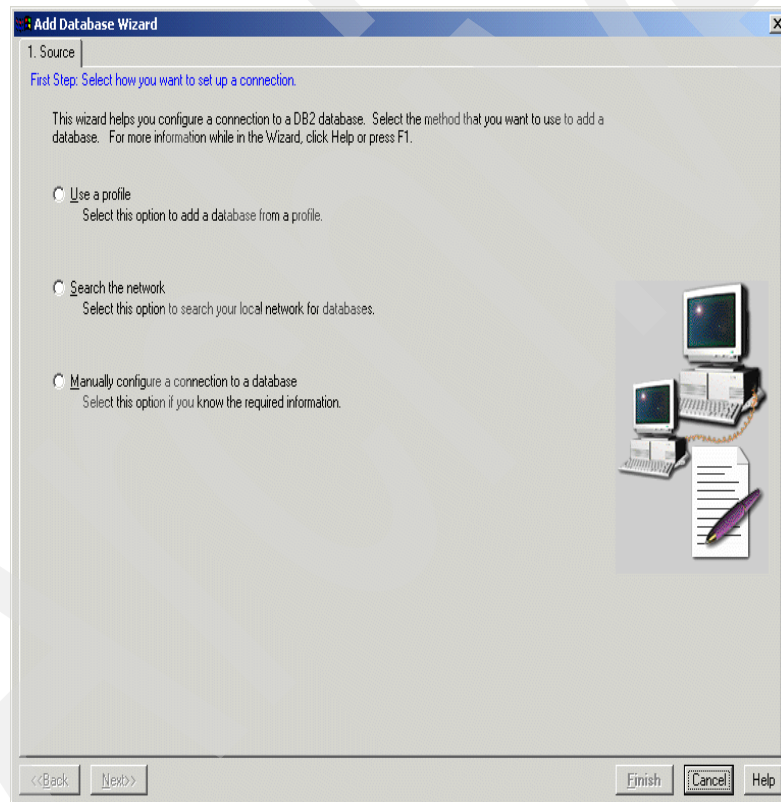 Add Database Wizard
1. Source
First Step: Select how you want to set up a connection.
This wizard helps you configure a connection to a DB2 database. Select the method that you want to use to add a
database. For more information while in the Wizard, click Help or press F1.
Use a profile
Select this option to add a database from a profile.
Search the network
Select this option to search your local network for databases.
Manually configure a connection to a database
Select this option if you know the required information.
<<Back Next>> Finish Cancel Help